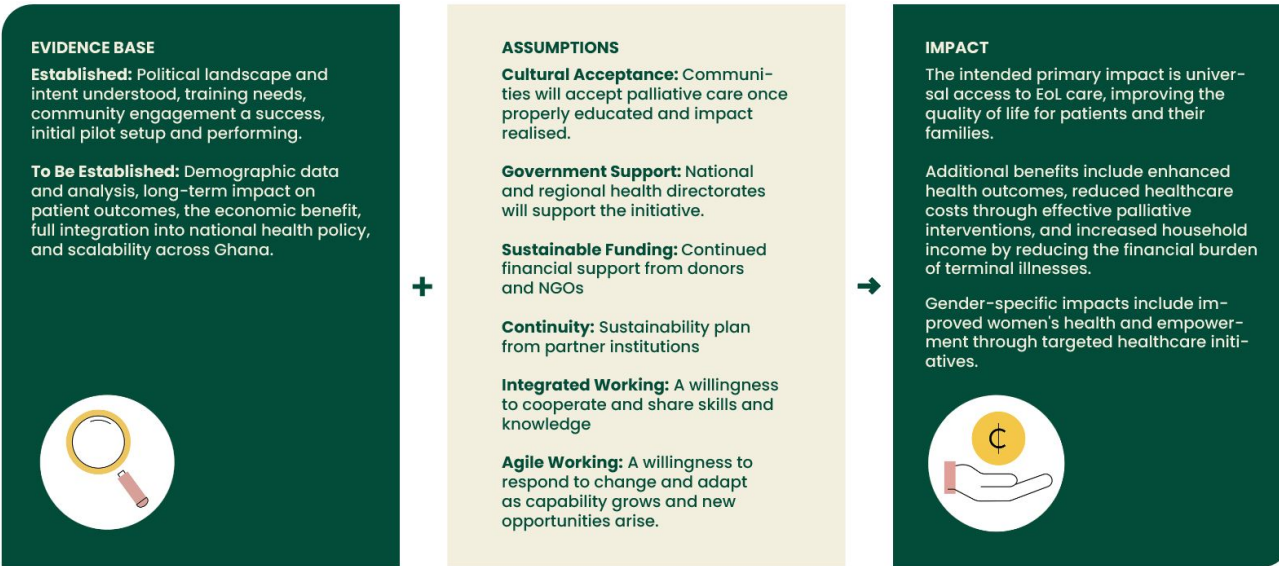 EVIDENCE BASE
Established: Political landscape and
intent understood, training needs,
community engagement a success,
initial pilot setup and performing.
To Be Established: Demographic data
and analysis, long-term impact on
patient outcomes, the economic benefit,
full integration into national health policy,
and scalability across Ghana.
+
ASSUMPTIONS
Cultural Acceptance: Communi-
ties will accept palliative care once
properly educated and impact
realised.
Government Support: National
and regional health directorates
will support the initiative.
Sustainable Funding: Continued
financial support from donors
and NGOs
Continuity: Sustainability plan
from partner institutions
Integrated Working: A willingness
to cooperate and share skills and
knowledge
Agile Working: A willingness to
respond to change and adapt
as capability grows and new
opportunities arise.
→
IMPACT
The intended primary impact is univer-
sal access to EoL care, improving the
quality of life for patients and their
families.
Additional benefits include enhanced
health outcomes, reduced healthcare
costs through effective palliative
interventions, and increased household
income by reducing the financial burden
of terminal illnesses.
Gender-specific impacts include im-
proved women's health and empower-
ment through targeted healthcare initi-
atives.
₵